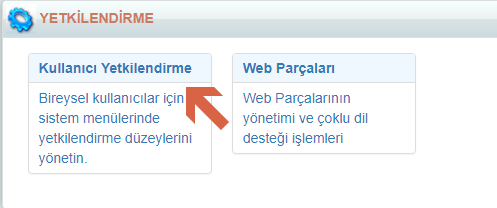 YETKİLENDİRME
Kullanıcı Yetkilendirme
Bireysel kullanıcılar için
sistem menülerinde
yetkilendirme düzeylerini
yönetin.
Web Parçaları
Web Parçalarının
yönetimi ve çoklu dil
desteği işlemleri